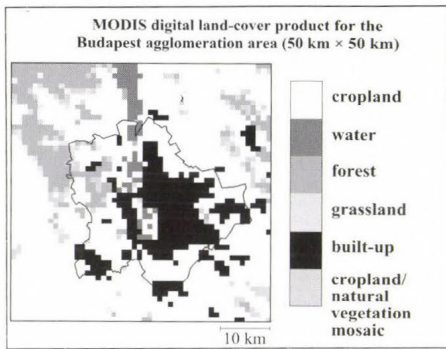 MODIS digital land-cover product for the
Budapest agglomeration area (50 km × 50 km)
cropland
water
forest
grassland
built-up
cropland/
natural
vegetation
mosaic
10 km